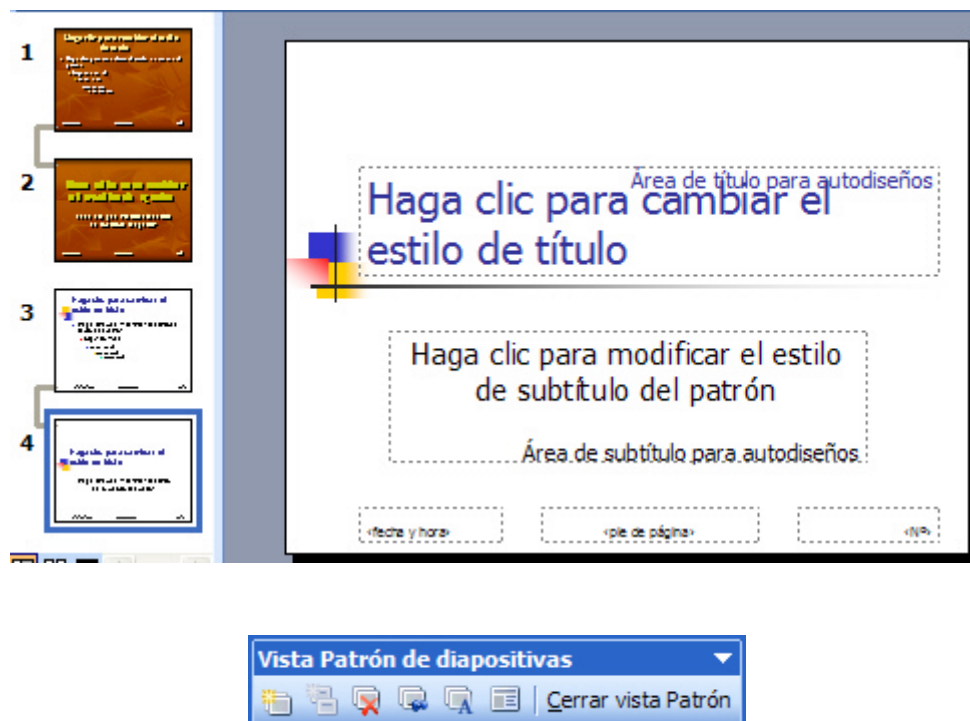 1
2
3
4
Área de título para autodiseños
Haga clic para cambiar el
estilo de título
Haga clic para modificar el estilo
de subtítulo del patrón
Área de subtítulo para autodiseños
‹fecha y hora›
‹pie de página›
‹Nº›
Vista Patrón de diapositivas
Cerrar vista Patrón